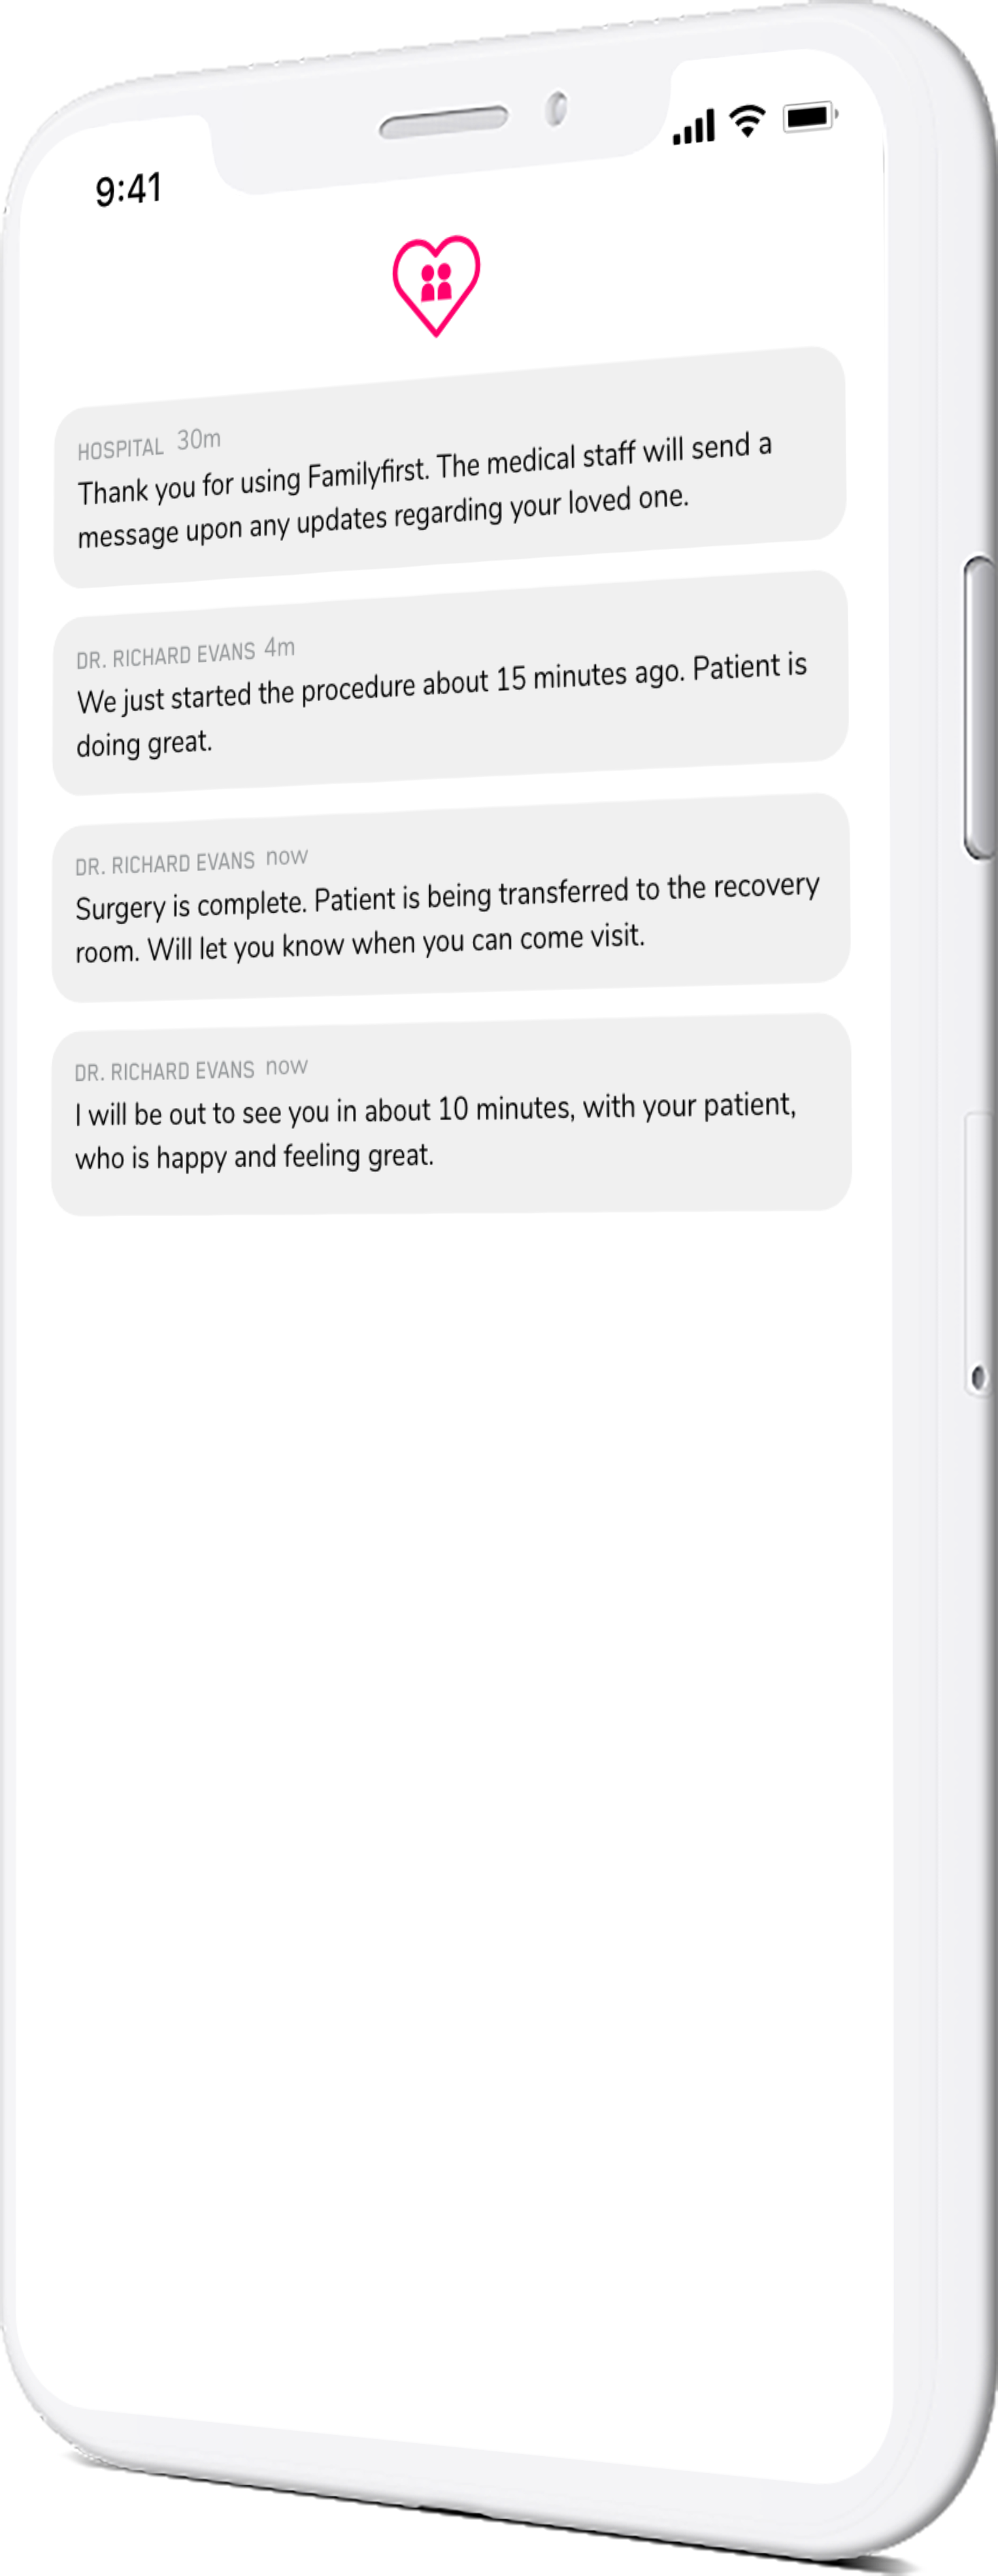 9:41
HOSPITAL 30m
Thank you for using Familyfirst. The medical staff will send a
message upon any updates regarding your loved one.
DR. RICHARD EVANS 4m
We just started the procedure about 15 minutes ago. Patient is
doing great.
DR. RICHARD EVANS now
Surgery is complete. Patient is being transferred to the recovery
room. Will let you know when you can come visit.
DR. RICHARD EVANS now
I will be out to see you in about 10 minutes, with your patient,
who is happy and feeling great.